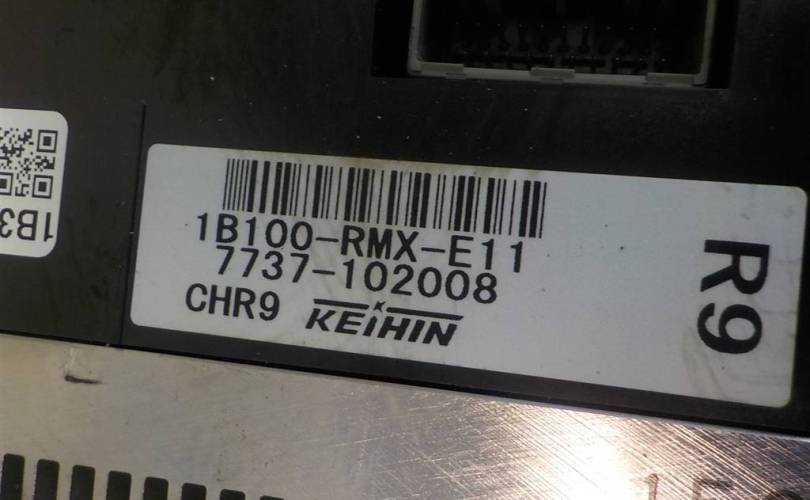 1B100-RMX-E11
7737-102008
CHR9 KEIHIN
R9
1B3